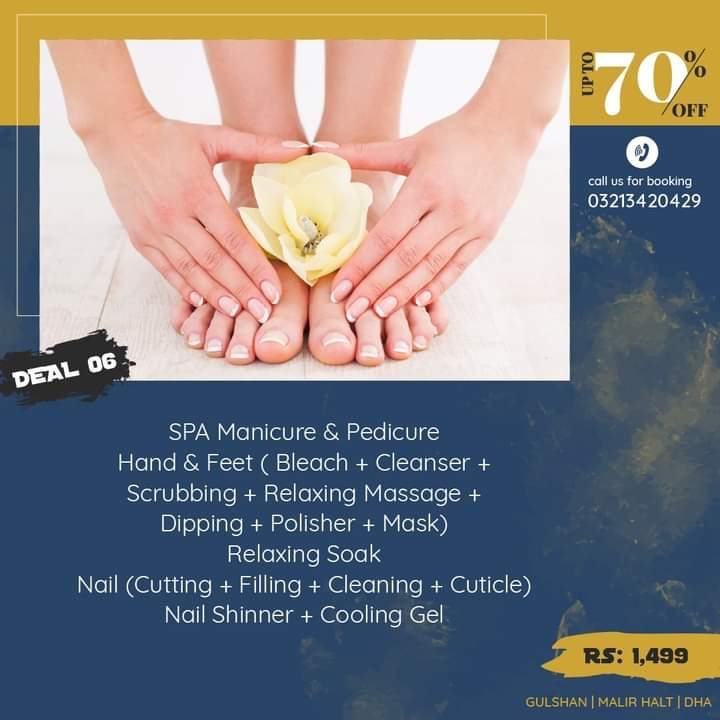 UP TO 70% OFF
call us for booking
03213420429
DEAL 06
SPA Manicure & Pedicure
Hand & Feet ( Bleach + Cleanser +
Scrubbing + Relaxing Massage +
Dipping + Polisher + Mask)
Relaxing Soak
Nail (Cutting + Filling + Cleaning + Cuticle)
Nail Shinner + Cooling Gel
RS: 1,499
GULSHAN | MALIR HALT | DHA